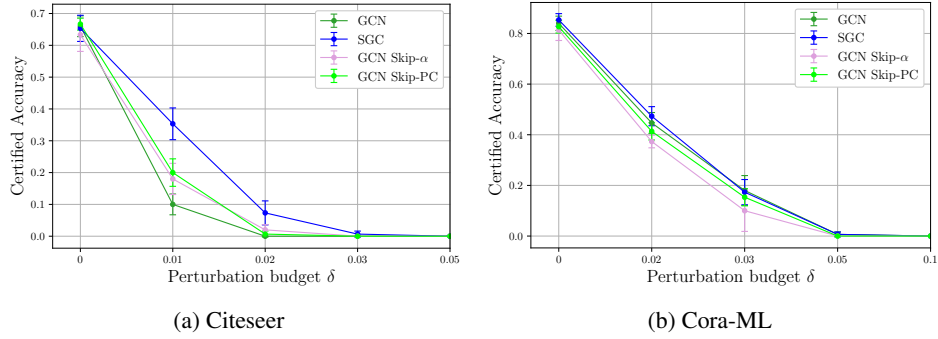 Certified Accuracy
0.7
0.6
0.5
0.4
0.3
0.2
0.1
0.0
0
0.01
0.02
0.03
0.05
Perturbation budget δ
GCN
SGC
GCN Skip-α
GCN Skip-PC
(a) Citeseer
Certified Accuracy
0.8
0.6
0.4
0.2
0.0
0
0.02
0.03
0.05
0.1
Perturbation budget δ
GCN
SGC
GCN Skip-α
GCN Skip-PC
(b) Cora-ML